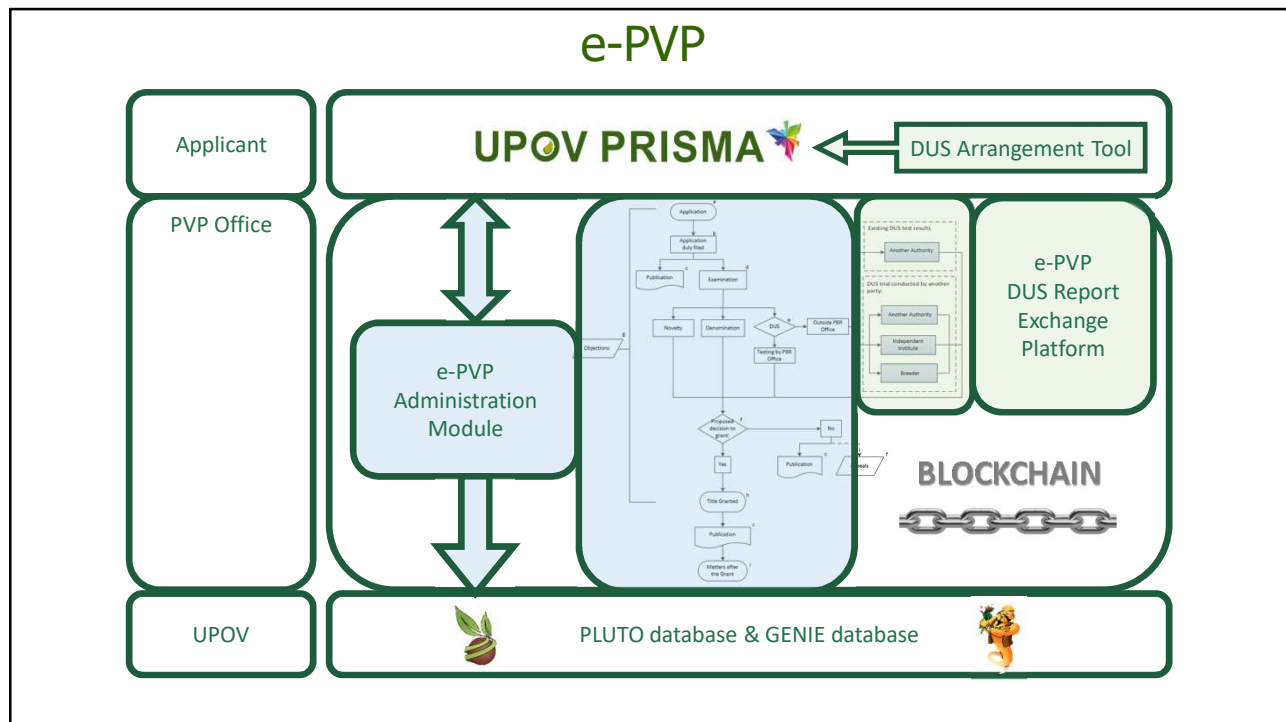 e-PVP
Applicant
UPOV PRISMA
DUS Arrangement Tool
PVP Office
e-PVP
Administration
Module
a
Application
b
Application
duly filed
c
Publication
d
Examination
Novelty
Denomination
e
DUS
Outside PBR
Office
Testing by PBR
Office
g
Objections
f
Proposed
decision to
grant
No
Yes
c
Publication
f
h
Title Granted
c
Publication
i
Matters after
the Grant
Existing DUS test results
Another Authority
DUS trial conducted by another
party:
Another Authority
Independent
Institute
Breeder
e-PVP
DUS Report
Exchange
Platform
BLOCKCHAIN
UPOV
PLUTO database & GENIE database